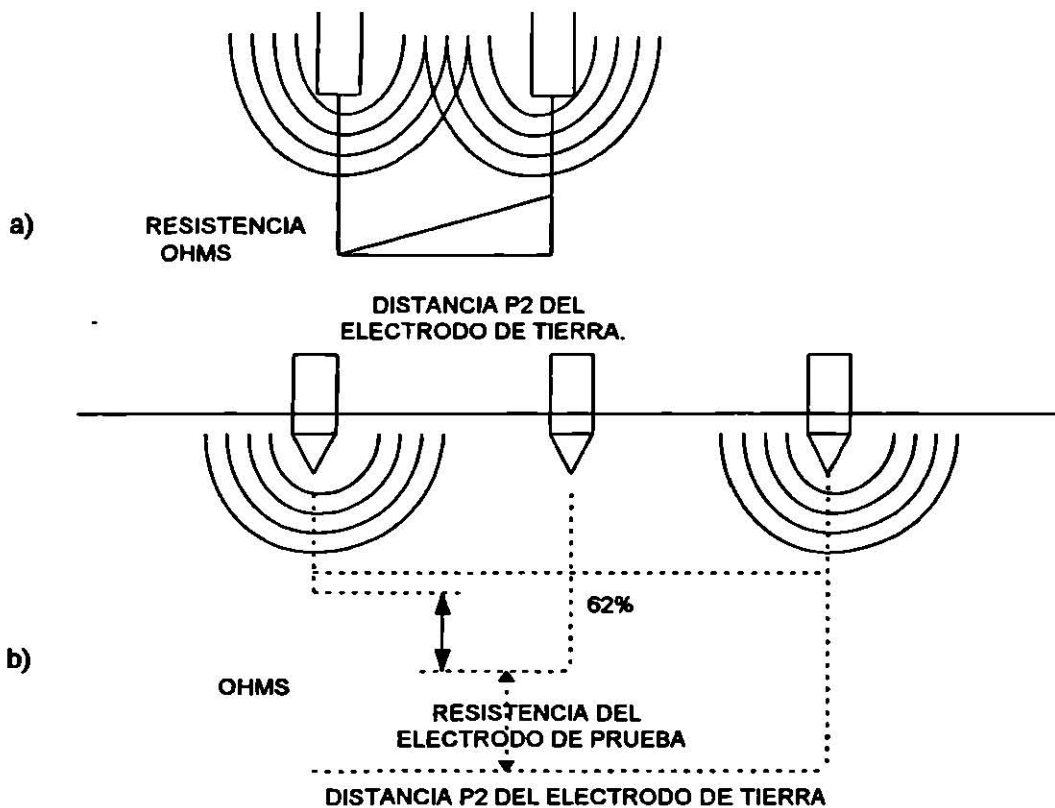 a)
RESISTENCIA
OHMS
DISTANCIA P2 DEL
ELECTRODO DE TIERRA.
62%
b)
OHMS
RESISTENCIA DEL
ELECTRODO DE PRUEBA
DISTANCIA P2 DEL ELECTRODO DE TIERRA